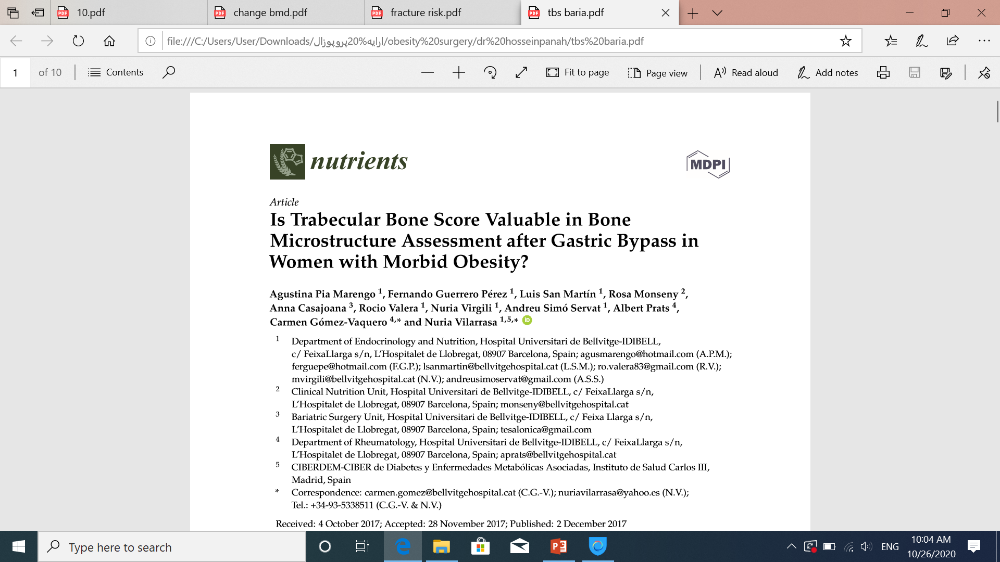 10.pdf
change bmd.pdf
fracture risk.pdf
tbs baria.pdf
file:///C:/Users/User/Downloads/ارایه%20پروپوزال/obesity%20surgery/dr%20hosseinpanah/tbs%20baria.pdf
1 of 10 Contents Fit to page Page view Read aloud Add notes
nutrients
MDPI
Article
Is Trabecular Bone Score Valuable in Bone
Microstructure Assessment after Gastric Bypass in
Women with Morbid Obesity?
Agustina Pia Marengo 1, Fernando Guerrero Pérez 1, Luis San Martín 1, Rosa Monseny 2,
Anna Casajoana 3, Rocio Valera 1, Nuria Virgili 1, Andreu Simó Servat 1, Albert Prats 4,
Carmen Gómez-Vaquero 4,* and Nuria Vilarrasa 1,5,* iD
1 Department of Endocrinology and Nutrition, Hospital Universitari de Bellvitge-IDIBELL,
c/ FeixaLlarga s/n, L'Hospitalet de Llobregat, 08907 Barcelona, Spain; agusmarengo@hotmail.com (A.P.M.);
ferguepe@hotmail.com (F.G.P.); lsanmartin@bellvitgehospital.cat (L.S.M.); ro.valera83@gmail.com (R.V.);
mvirgili@bellvitgehospital.cat (N.V.); andreusimoservat@gmail.com (A.S.S.)
2 Clinical Nutrition Unit, Hospital Universitari de Bellvitge-IDIBELL, c/ FeixaLlarga s/n,
L'Hospitalet de Llobregat, 08907 Barcelona, Spain; monseny@bellvitgehospital.cat
3 Bariatric Surgery Unit, Hospital Universitari de Bellvitge-IDIBELL, c/ Feixa Llarga s/n,
L'Hospitalet de Llobregat, 08907 Barcelona, Spain; tesalonica@gmail.com
4 Department of Rheumatology, Hospital Universitari de Bellvitge-IDIBELL, c/ FeixaLlarga s/n,
L'Hospitalet de Llobregat, 08907 Barcelona, Spain; aprats@bellvitgehospital.cat
5 CIBERDEM-CIBER de Diabetes y Enfermedades Metabólicas Asociadas, Instituto de Salud Carlos III,
Madrid, Spain
* Correspondence: carmen.gomez@bellvitgehospital.cat (C.G.-V.); nuriavilarrasa@yahoo.es (N.V.);
Tel.: +34-93-5338511 (C.G.-V. & N.V.)
Received: 4 October 2017; Accepted: 28 November 2017; Published: 2 December 2017
Type here to search
ENG
10:04 AM
10/26/2020